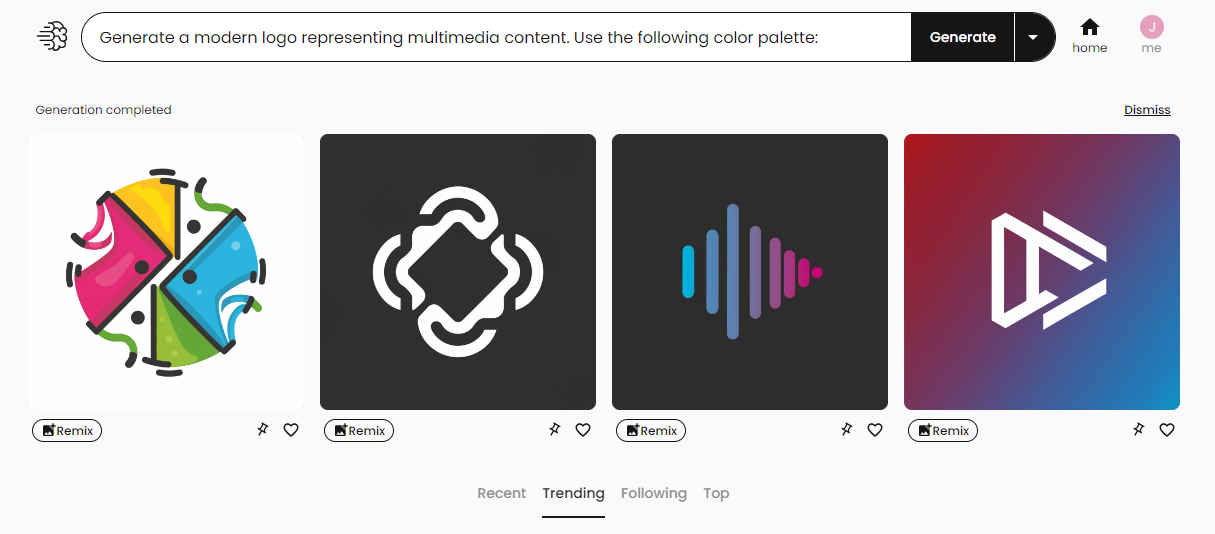 Generate a modern logo representing multimedia content. Use the following color palette:
Generate
home
J
me
Generation completed
Dismiss
Remix
Remix
Remix
Remix
Recent Trending Following Top